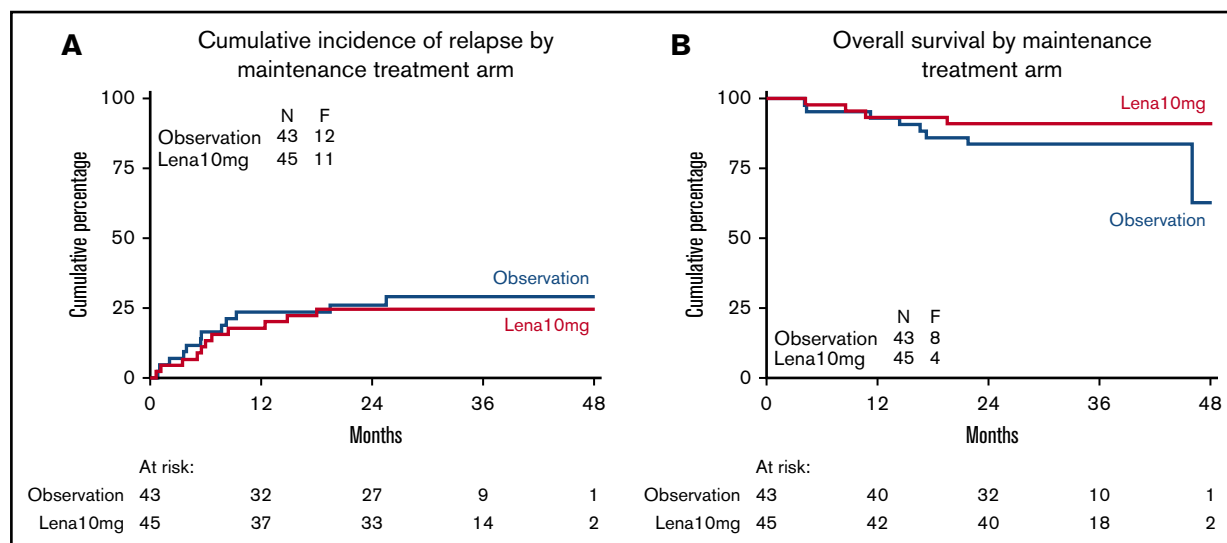 A
Cumulative incidence of relapse by
maintenance treatment arm
Cumulative percentage
100
75
50
25
0
N F
Observation 43 12
Lena10mg 45 11
Observation
Lena10mg
0 12 24 36 48
Months
At risk:
Observation 43 32 27 9 1
Lena10mg 45 37 33 14 2
B
Overall survival by maintenance
treatment arm
Cumulative percentage
100
75
50
25
0
Lena10mg
Observation
N F
Observation 43 8
Lena10mg 45 4
0 12 24 36 48
Months
At risk:
Observation 43 40 32 10 1
Lena10mg 45 42 40 18 2